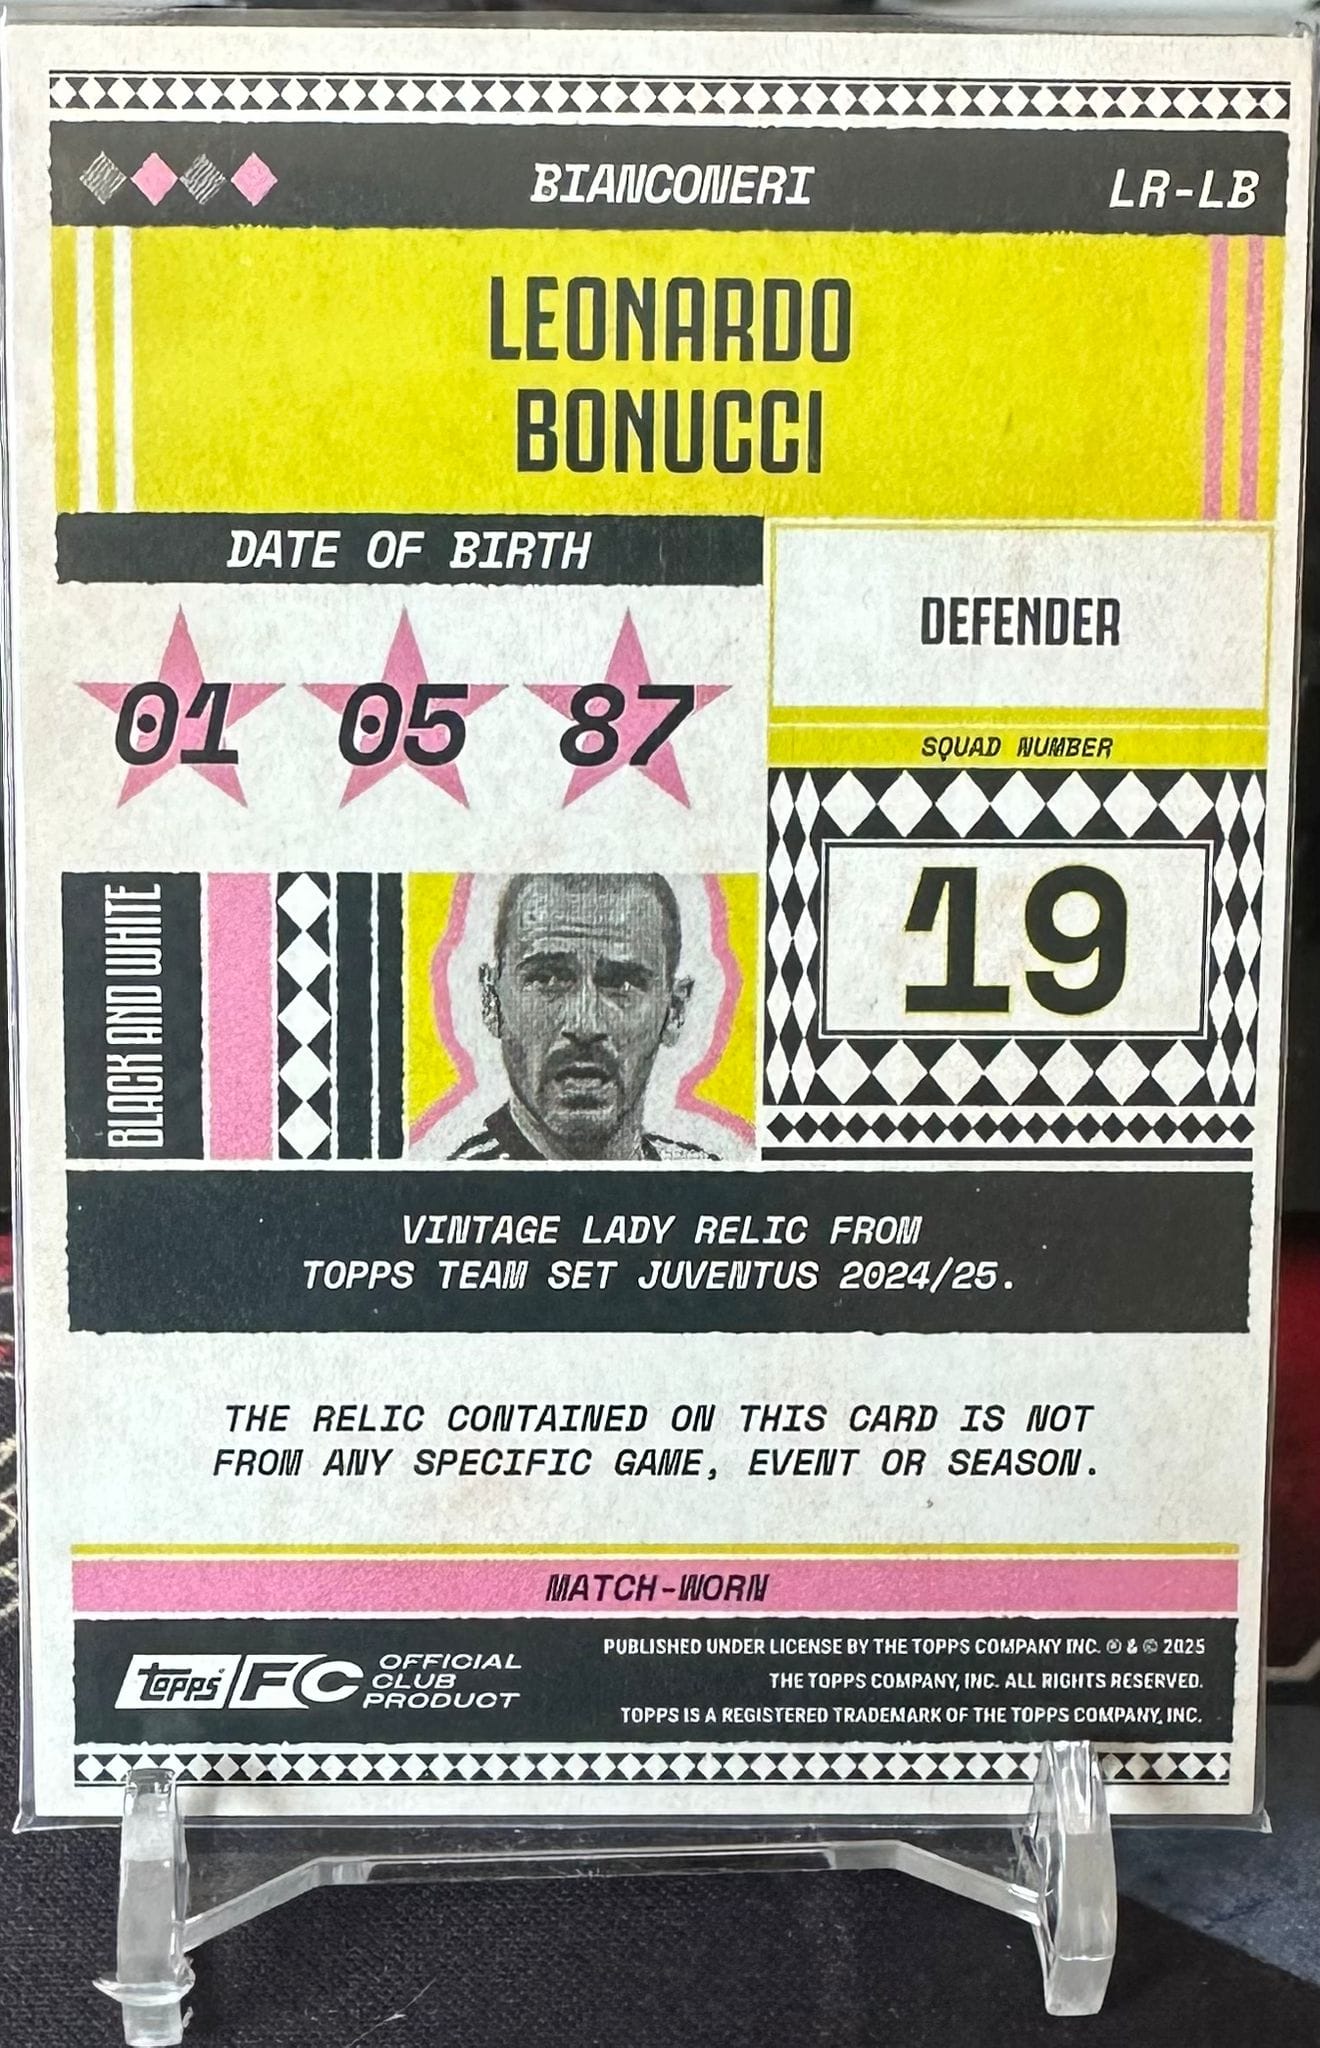 BIANCONERI
LR-LB
LEONARDO
BONUCCI
DATE OF BIRTH
01 05 87
DEFENDER
SQUAD NUMBER
19
BLACK AND WHITE
VINTAGE LADY RELIC FROM
TOPPS TEAM SET JUVENTUS 2024/25.
THE RELIC CONTAINED ON THIS CARD IS NOT
FROM ANY SPECIFIC GAME, EVENT OR SEASON.
MATCH-WORN
topps FC
OFFICIAL
CLUB
PRODUCT
PUBLISHED UNDER LICENSE BY THE TOPPS COMPANY INC. ® & © 2025
THE TOPPS COMPANY, INC. ALL RIGHTS RESERVED.
TOPPS IS A REGISTERED TRADEMARK OF THE TOPPS COMPANY, INC.